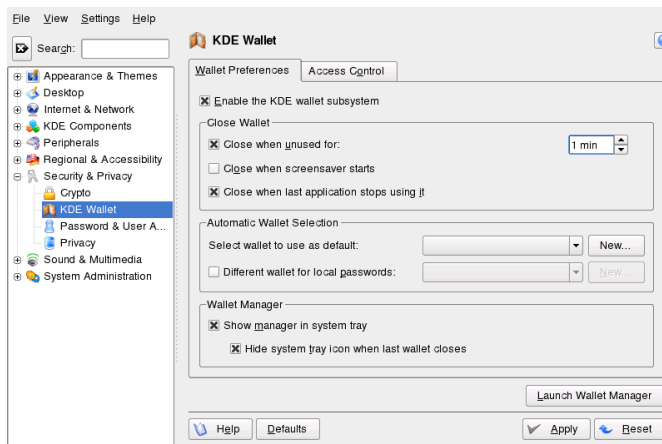 File View Settings Help
Search:
Appearance & Themes
Desktop
Internet & Network
KDE Components
Peripherals
Regional & Accessibility
Security & Privacy
Crypto
KDE Wallet
Password & User A...
Privacy
Sound & Multimedia
System Administration
KDE Wallet
Wallet Preferences Access Control
Enable the KDE wallet subsystem
Close Wallet
Close when unused for: 1 min
Close when screensaver starts
Close when last application stops using it
Automatic Wallet Selection
Select wallet to use as default: New...
Different wallet for local passwords: New...
Wallet Manager
Show manager in system tray
Hide system tray icon when last wallet closes
Launch Wallet Manager
Help Defaults Apply Reset